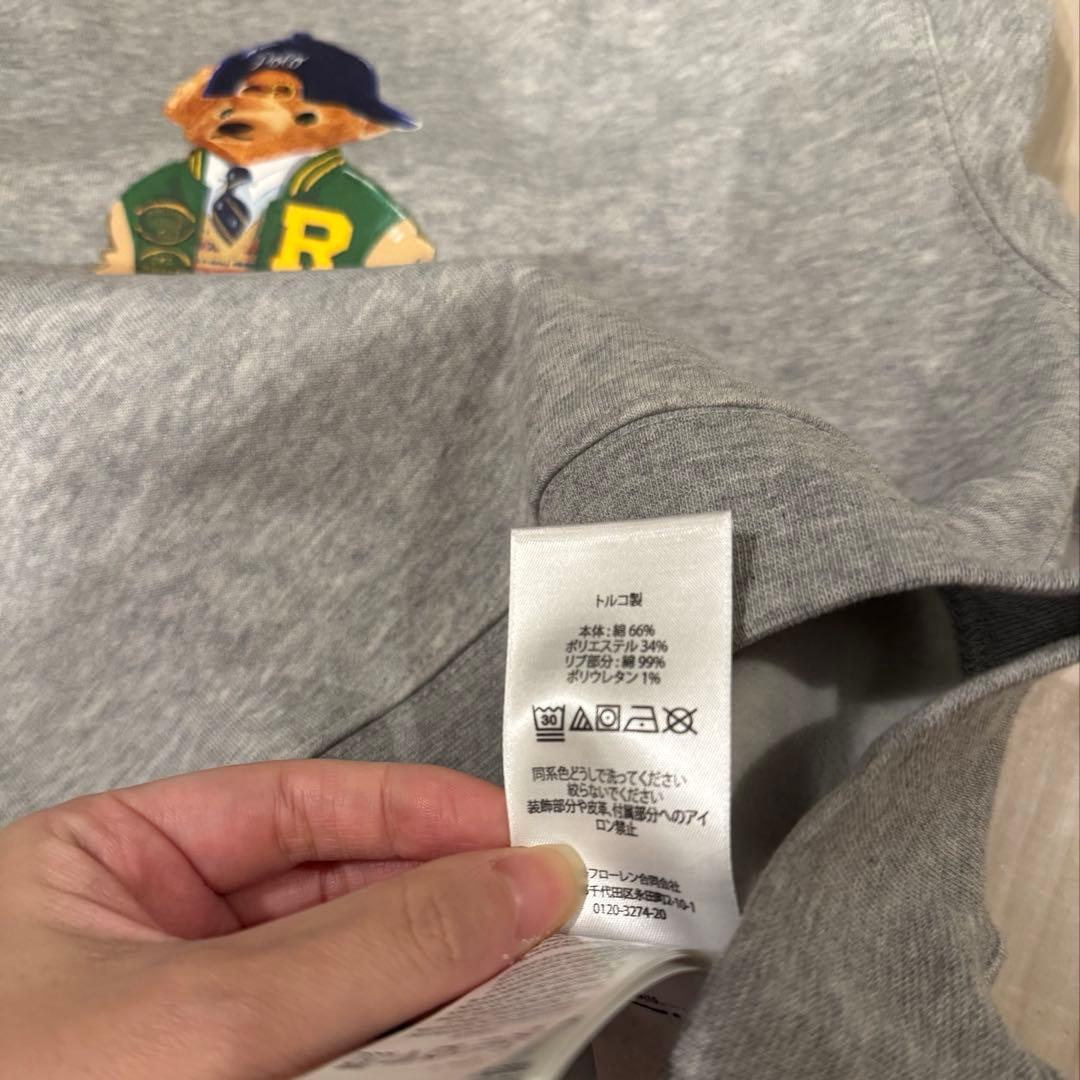 Polo
R
トルコ製
本体 : 綿 66%
ポリエステル 34%
リブ部分 : 綿 99%
ポリウレタン 1%
30
同系色どうしで洗ってください
絞らないでください
装飾部分や皮革、付属部分へのアイ
ロン禁止
フローレン合同会社
千代田区永田町2-10-1
0120-3274-20